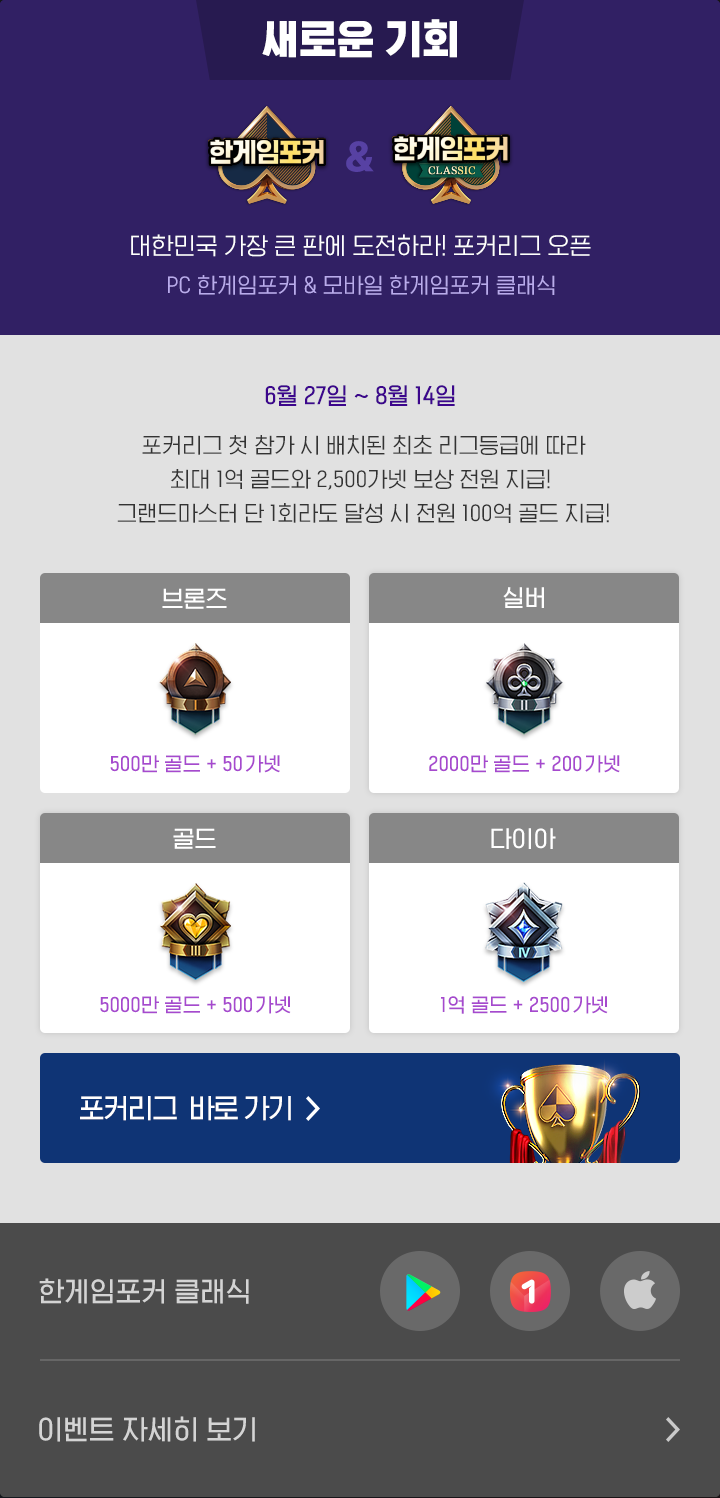 새로운 기회
한게임포커 & 한게임포커
CLASSIC
대한민국 가장 큰 판에 도전하라! 포커리그 오픈
PC 한게임포커 & 모바일 한게임포커 클래식
6월 27일 ~ 8월 14일
포커리그 첫 참가 시 배치된 최초 리그등급에 따라
최대 1억 골드와 2,500가넷 보상 전원 지급!
그랜드마스터 단 1회라도 달성 시 전원 100억 골드 지급!
브론즈
500만 골드 + 50가넷
실버
II
2000만 골드 + 200가넷
골드
III
5000만 골드 + 500가넷
다이아
IV
1억 골드 + 2500가넷
포커리그 바로 가기 >
한게임포커 클래식
1
이벤트 자세히 보기 >